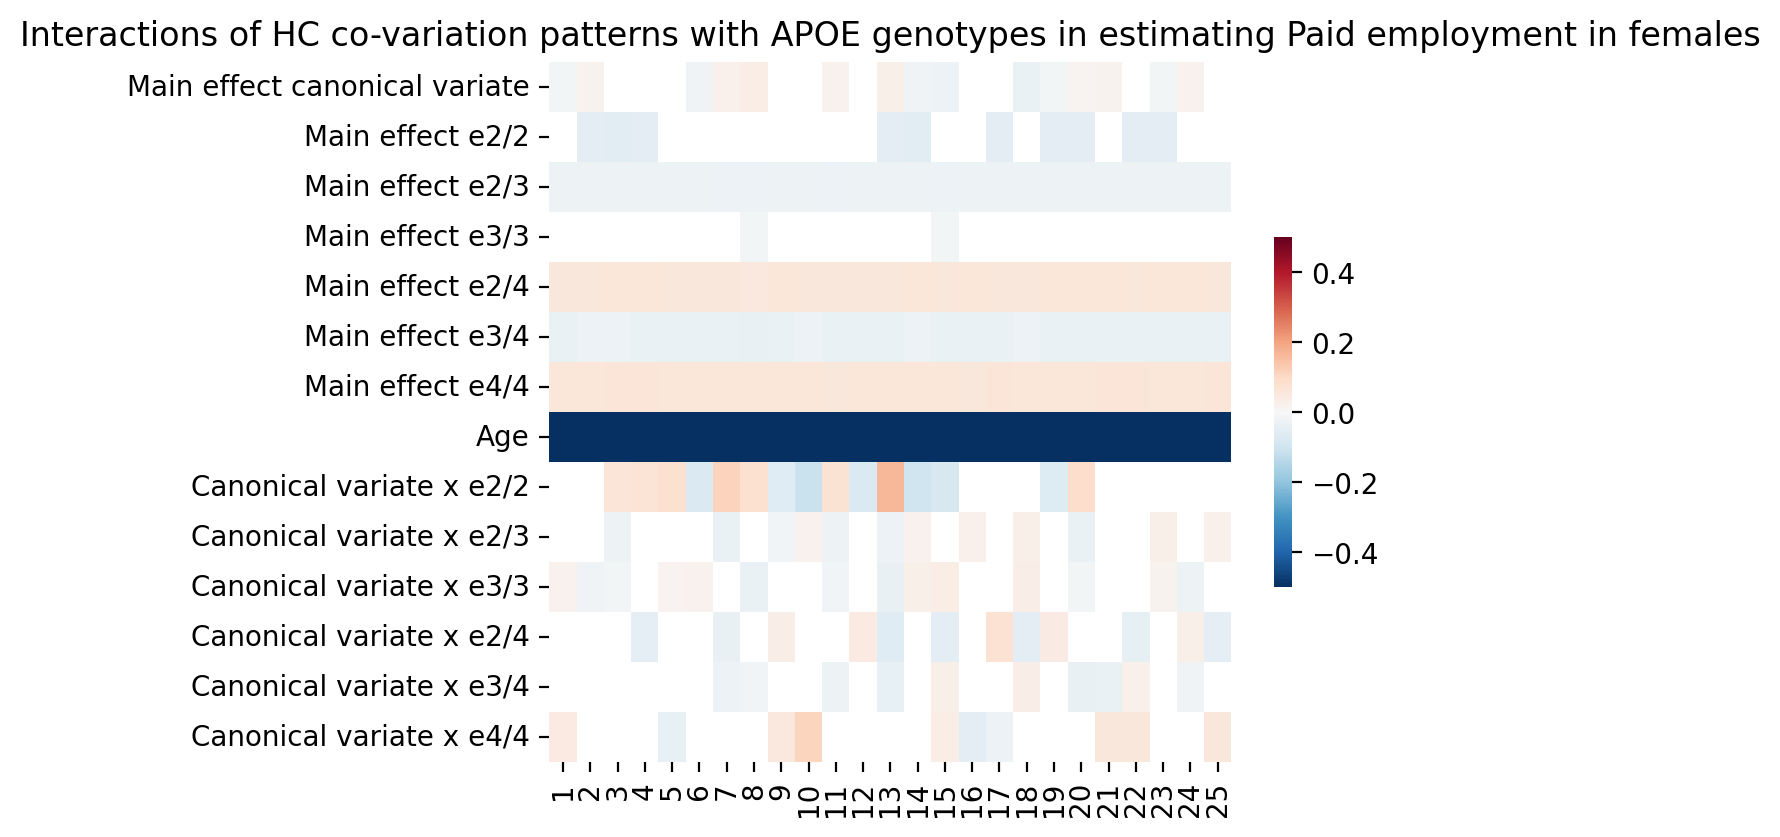 Interactions of HC co-variation patterns with APOE genotypes in estimating Paid employment in females
Main effect canonical variate
Main effect e2/2
Main effect e2/3
Main effect e3/3
Main effect e2/4
Main effect e3/4
Main effect e4/4
Age
Canonical variate x e2/2
Canonical variate x e2/3
Canonical variate x e3/3
Canonical variate x e2/4
Canonical variate x e3/4
Canonical variate x e4/4
1 2 3 4 5 6 7 8 9 10 11 12 13 14 15 16 17 18 19 20 21 22 23 24 25
0.4
0.2
0.0
−0.2
−0.4